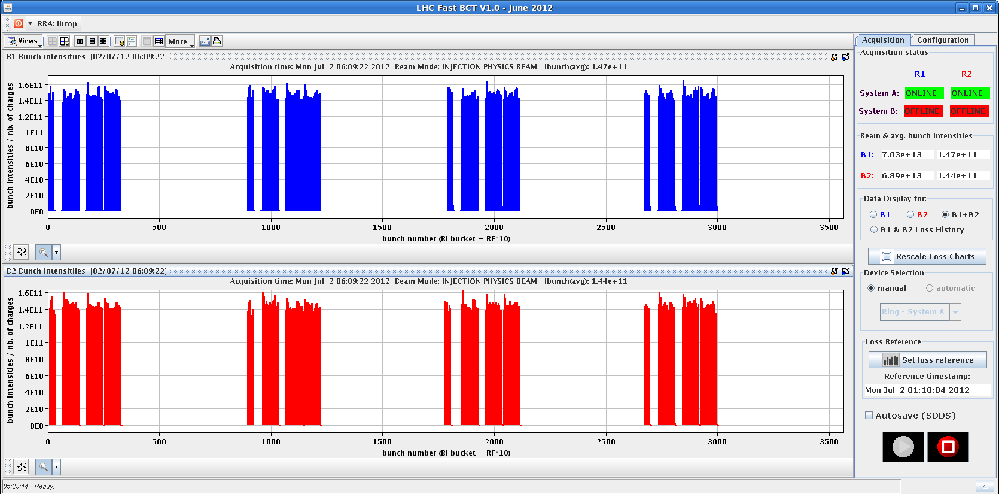 LHC Fast BCT V1.0 - June 2012
RBA: lhcop
Views
More
B1 Bunch intensitiies [02/07/12 06:09:22]
Acquisition time: Mon Jul 2 06:09:22 2012 Beam Mode: INJECTION PHYSICS BEAM Ibunch(avg): 1.47e+11
bunch intensities / nb. of charges
1.6E11
1.4E11
1.2E11
1E11
8E10
6E10
4E10
2E10
0E0
0 500 1000 1500 2000 2500 3000 3500
bunch number (BI bucket = RF*10)
B2 Bunch intensitiies [02/07/12 06:09:22]
Acquisition time: Mon Jul 2 06:09:22 2012 Beam Mode: INJECTION PHYSICS BEAM Ibunch(avg): 1.44e+11
bunch intensities / nb. of charges
1.6E11
1.4E11
1.2E11
1E11
8E10
6E10
4E10
2E10
0E0
0 500 1000 1500 2000 2500 3000 3500
bunch number (BI bucket = RF*10)
Acquisition Configuration
Acquisition status
R1 R2
System A: ONLINE ONLINE
System B: OFFLINE OFFLINE
Beam & avg. bunch intensities
B1: 7.03e+13 1.47e+11
B2: 6.89e+13 1.44e+11
Data Display for:
B1 B2 B1+B2
B1 & B2 Loss History
Rescale Loss Charts
Device Selection
manual automatic
Ring - System A
Loss Reference
Set loss reference
Reference timestamp:
Mon Jul 2 01:18:04 2012
Autosave (SDDS)
05:23:14 - Ready.